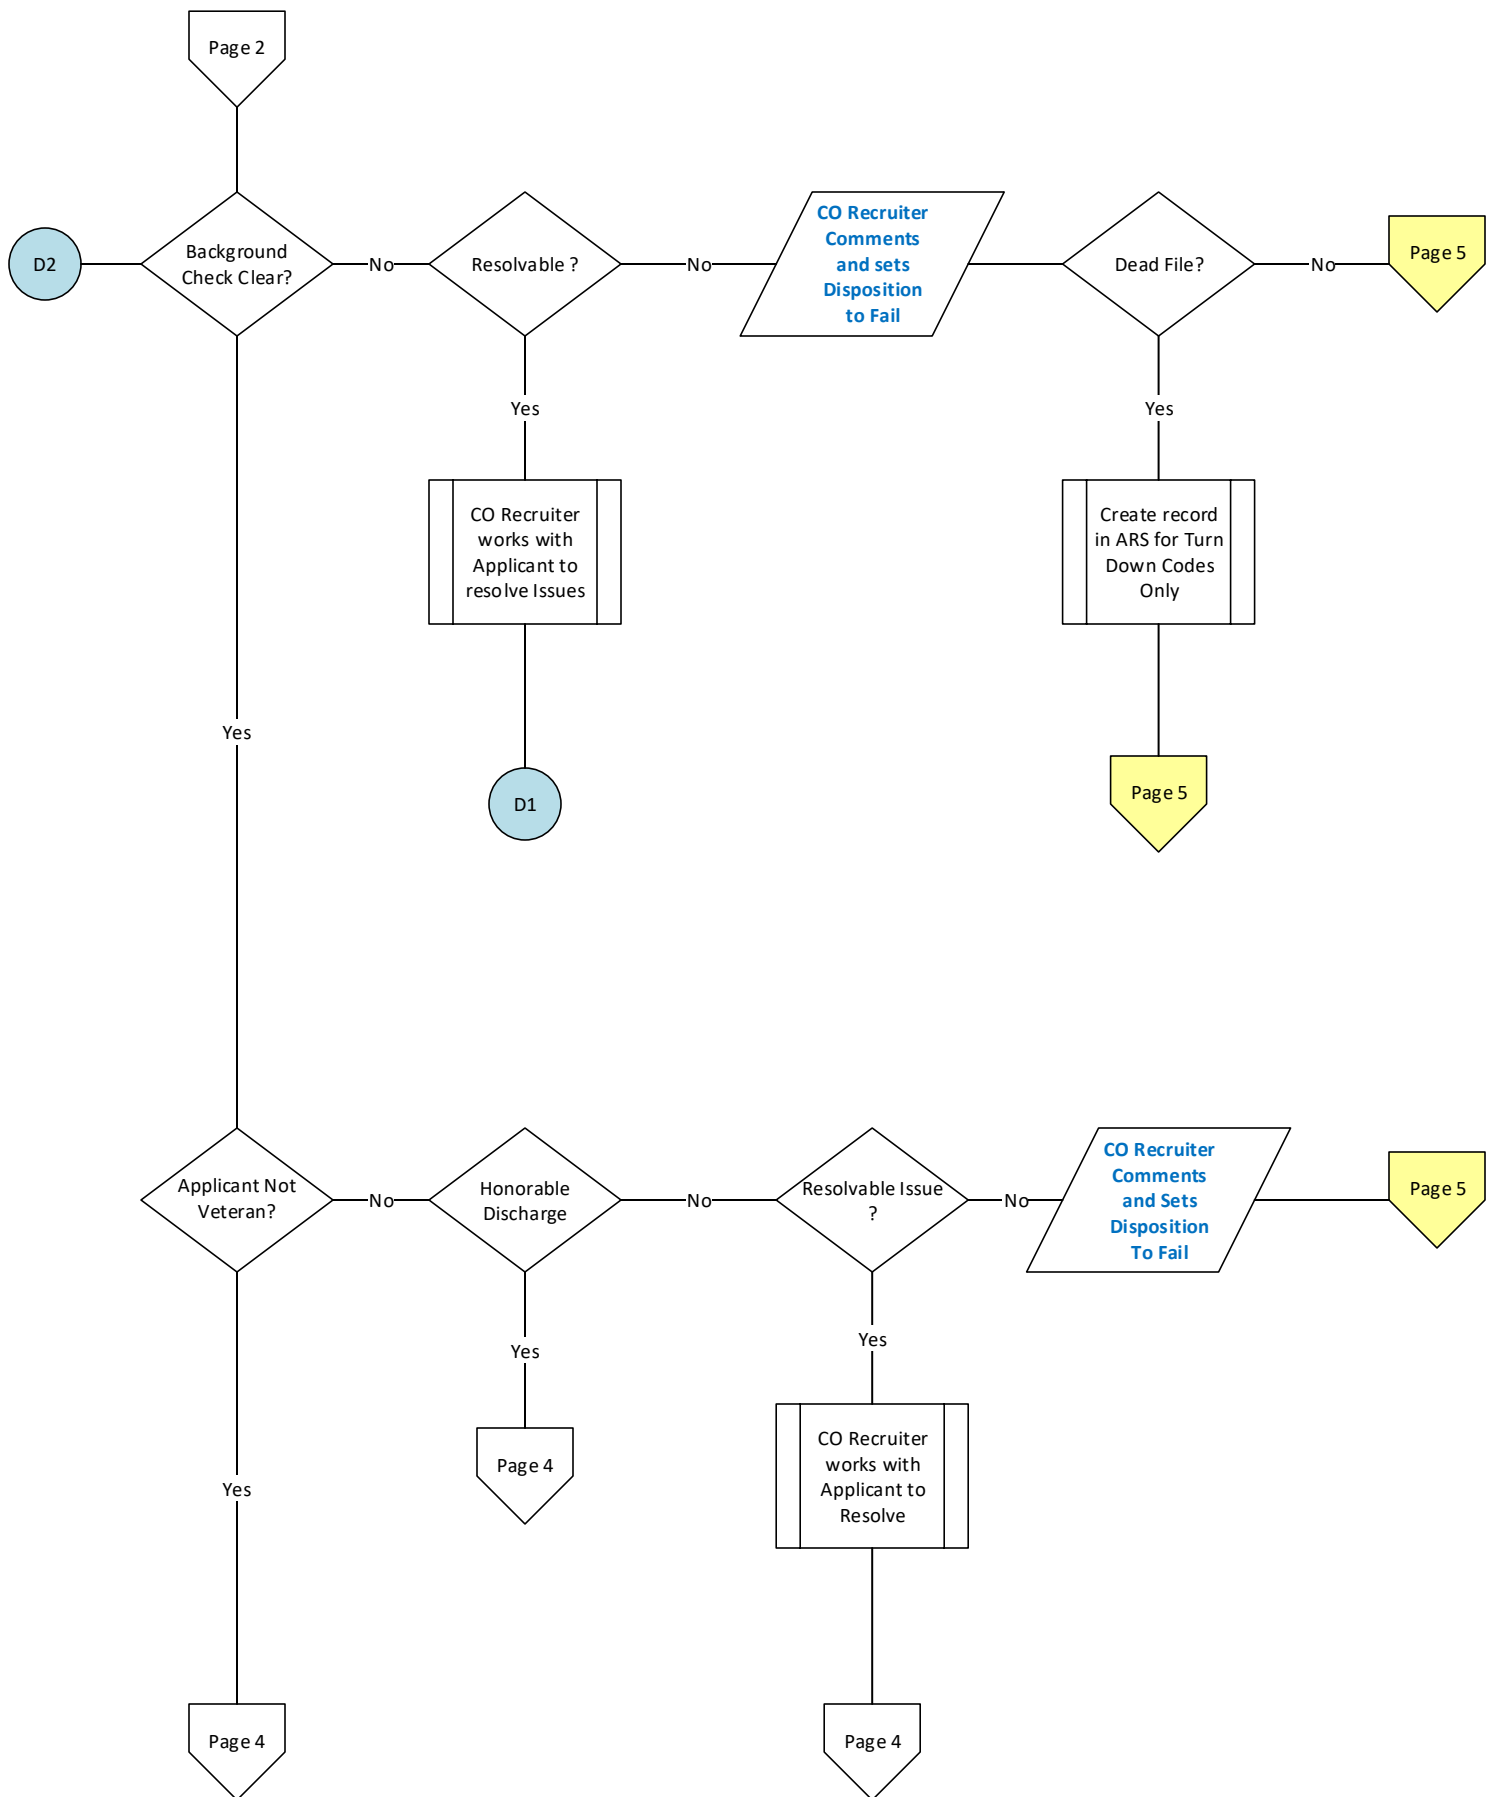 Page 2
D2
Background
Check Clear?
No
Resolvable ?
No
CO Recruiter
Comments
and sets
Disposition
to Fail
Dead File?
No
Page 5
Yes
Yes
CO Recruiter
works with
Applicant to
resolve Issues
Create record
in ARS for Turn
Down Codes
Only
Yes
D1
Page 5
Applicant Not
Veteran?
No
Honorable
Discharge
No
Resolvable Issue
?
No
CO Recruiter
Comments
and Sets
Disposition
To Fail
Page 5
Yes
Yes
Yes
Page 4
CO Recruiter
works with
Applicant to
Resolve
Page 4
Page 4